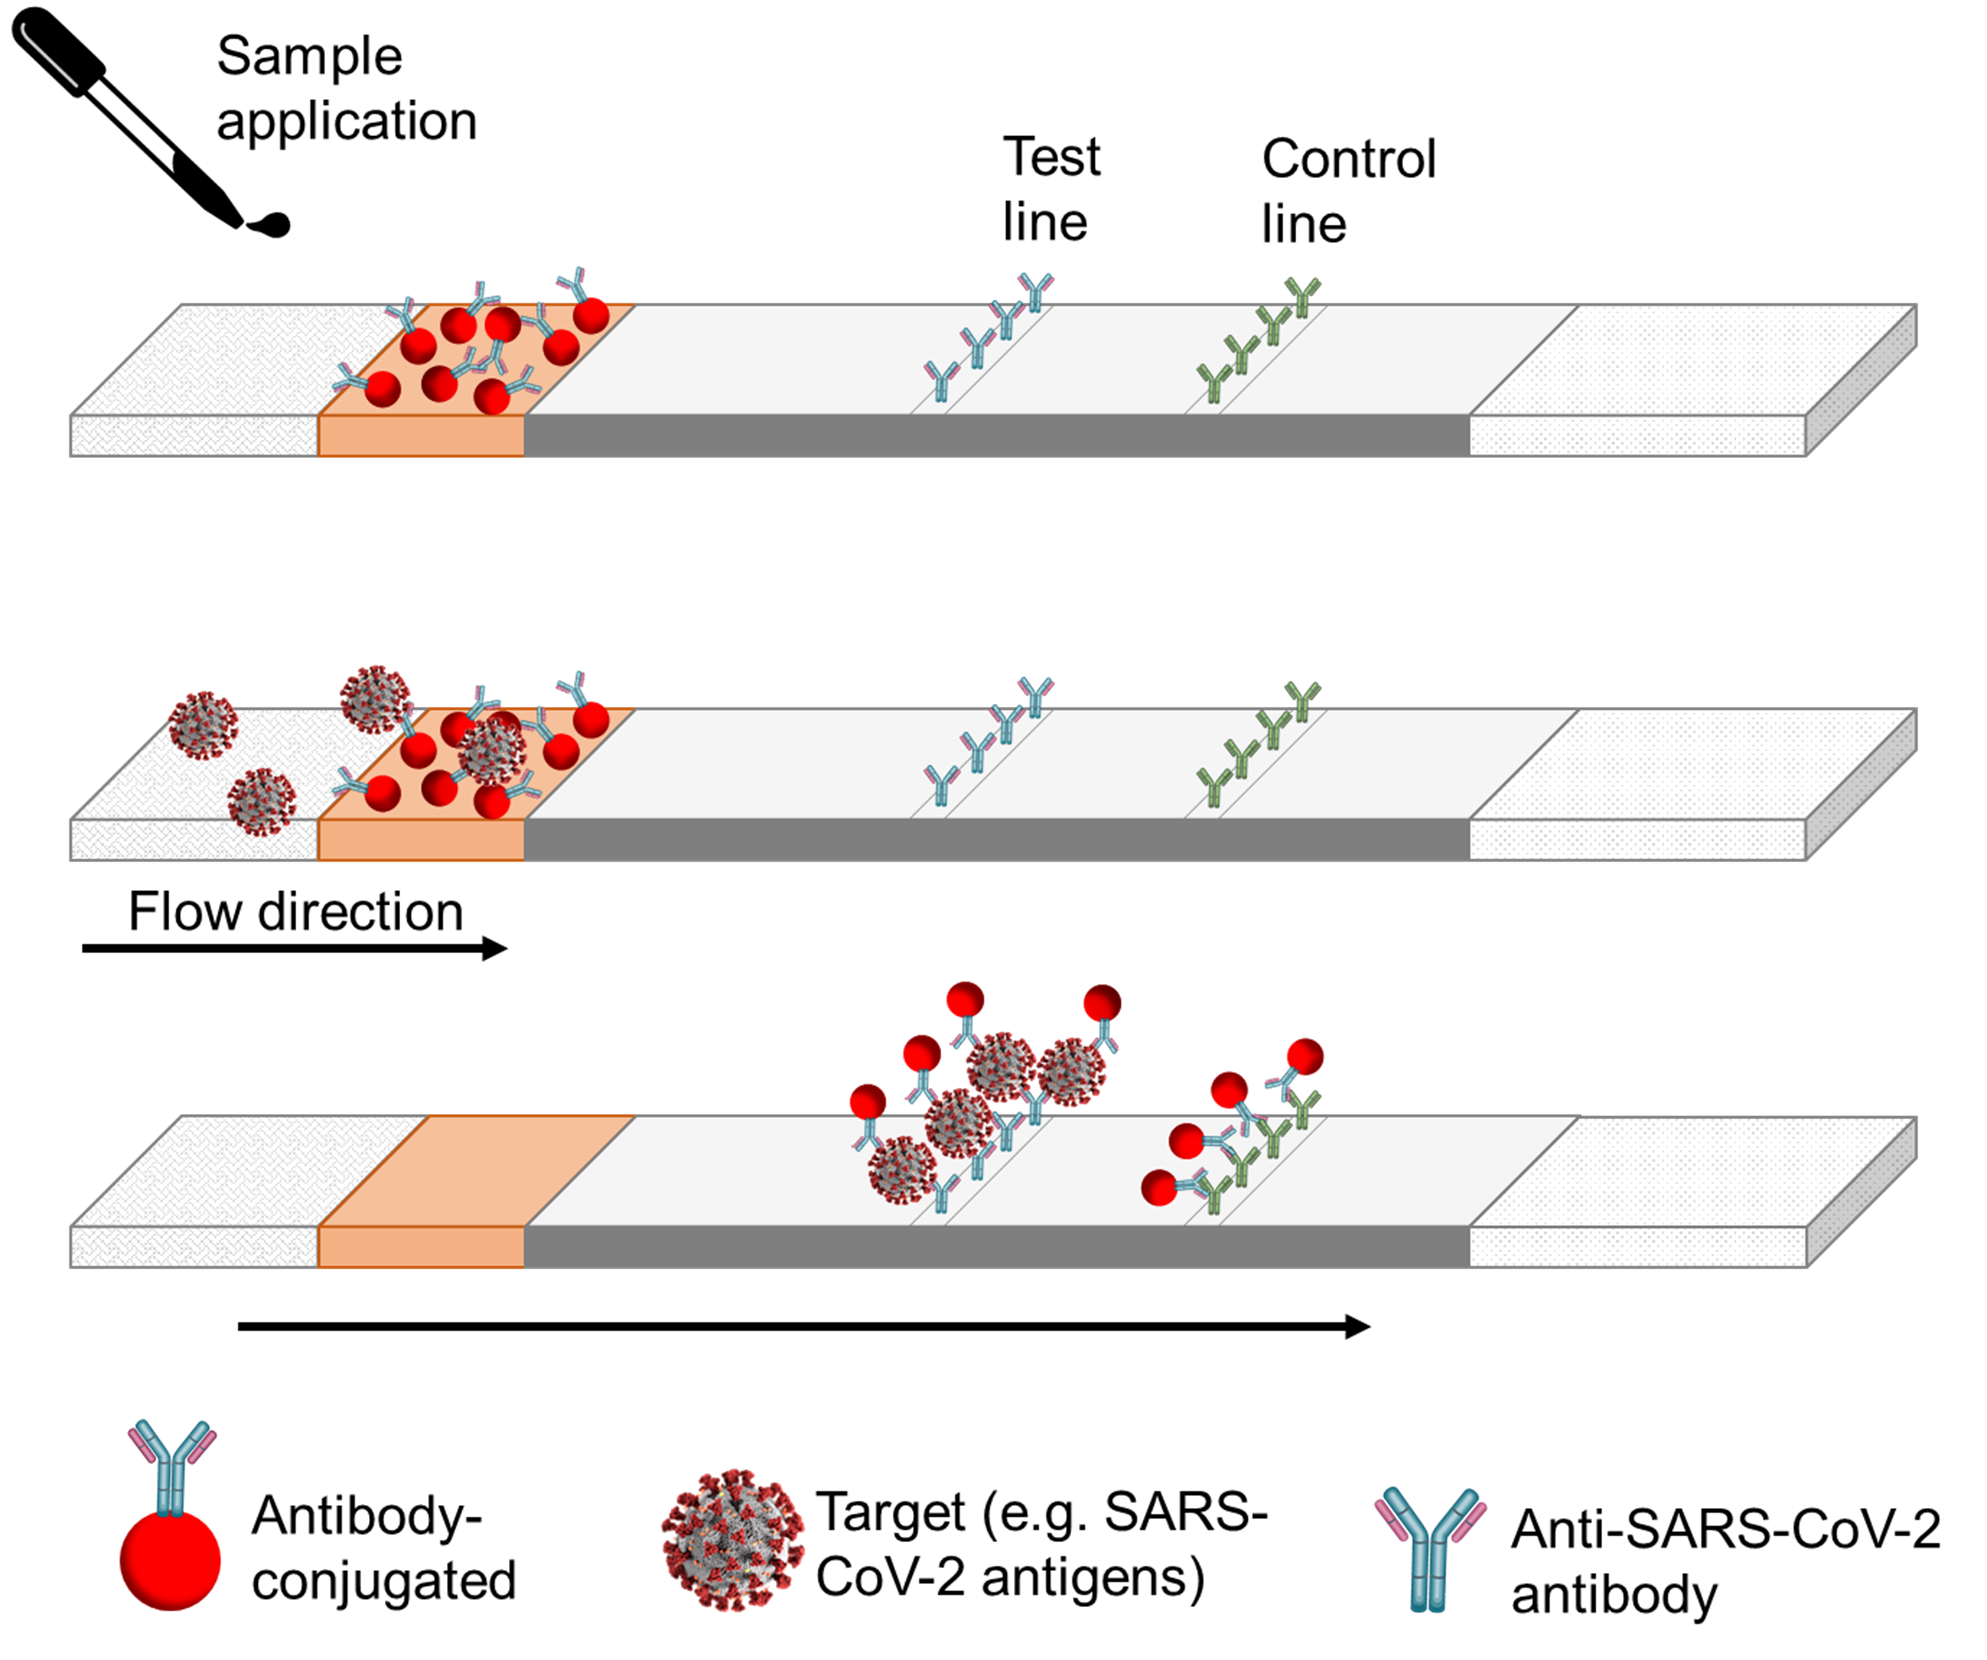 Sample
application
Test
line
Control
line
Flow direction
Antibody-
conjugated
Target (e.g. SARS-
CoV-2 antigens)
Anti-SARS-CoV-2
antibody